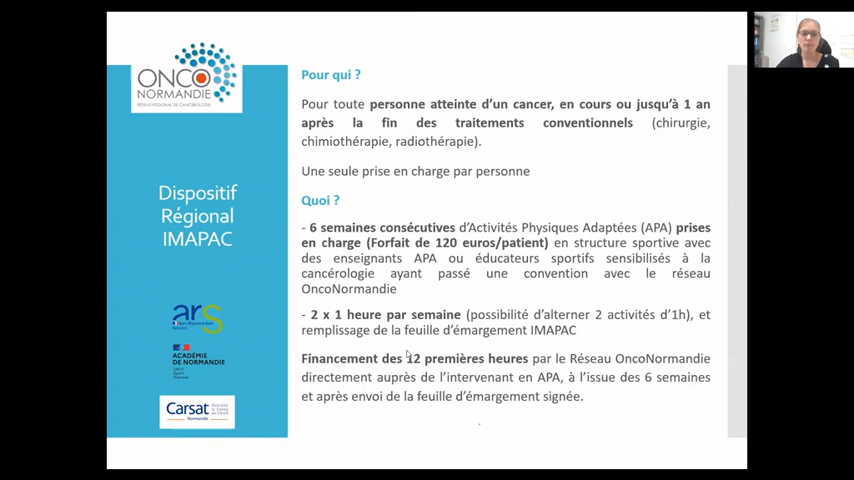 ONCO
NORMANDIE
RÉSEAU RÉGIONAL DE CANCÉROLOGIE
Dispositif
Régional
IMAPAC
ars
ACADÉMIE
DE NORMANDIE
Carsat
Normandie
Pour qui ?
Pour toute personne atteinte d'un cancer, en cours ou jusqu'à 1 an
après la fin des traitements conventionnels (chirurgie,
chimiothérapie, radiothérapie).
Une seule prise en charge par personne
Quoi ?
- 6 semaines consécutives d'Activités Physiques Adaptées (APA) prises
en charge (Forfait de 120 euros/patient) en structure sportive avec
des enseignants APA ou éducateurs sportifs sensibilisés à la
cancérologie ayant passé une convention avec le réseau
OncoNormandie
- 2 x 1 heure par semaine (possibilité d'alterner 2 activités d'1h), et
remplissage de la feuille d'émargement IMAPAC
Financement des 12 premières heures par le Réseau OncoNormandie
directement auprès de l'intervenant en APA, à l'issue des 6 semaines
et après envoi de la feuille d'émargement signée.